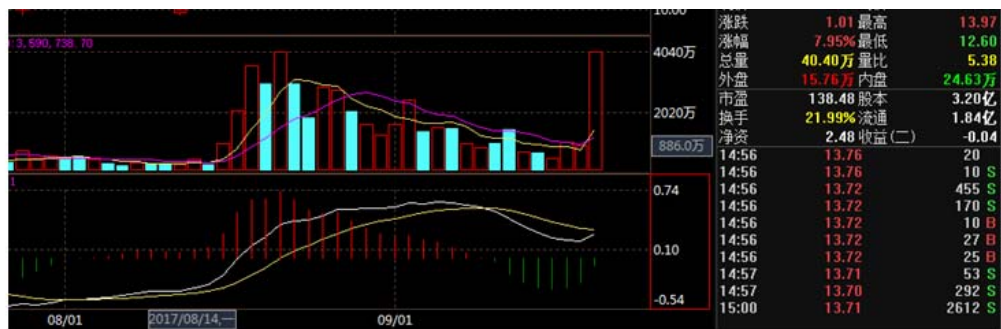 10.00
3,590,738.70
4040万
2020万
886.0万
0.74
0.10
-0.54
08/01
2017/08/14,一
09/01
涨跌 1.01 最高 13.97
涨幅 7.95% 最低 12.60
总量 40.40万 量比 5.38
外盘 15.76万 内盘 24.63万
市盈 138.48 股本 3.20亿
换手 21.99% 流通 1.84亿
净资 2.48 收益(二) -0.04
14:56 13.76 20
14:56 13.76 10 S
14:56 13.72 455 S
14:56 13.72 170 S
14:56 13.72 10 B
14:56 13.72 27 B
14:56 13.72 25 B
14:57 13.71 53 S
14:57 13.70 292 S
15:00 13.71 2612 S